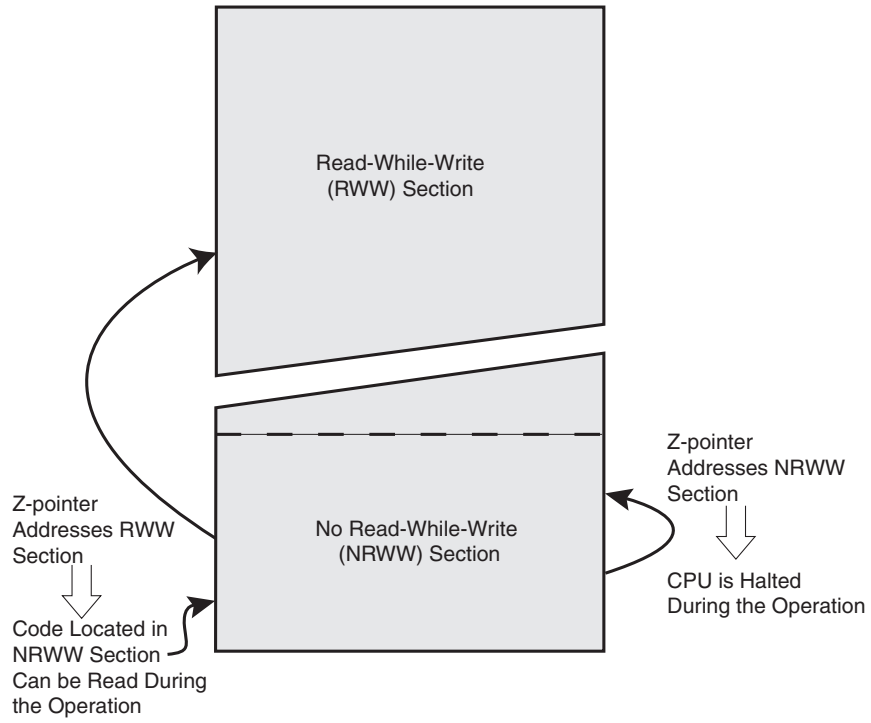 Read-While-Write
(RWW) Section
Z-pointer
Addresses RWW
Section
Code Located in
NRWW Section
Can be Read During
the Operation
No Read-While-Write
(NRWW) Section
Z-pointer
Addresses NRWW
Section
CPU is Halted
During the Operation